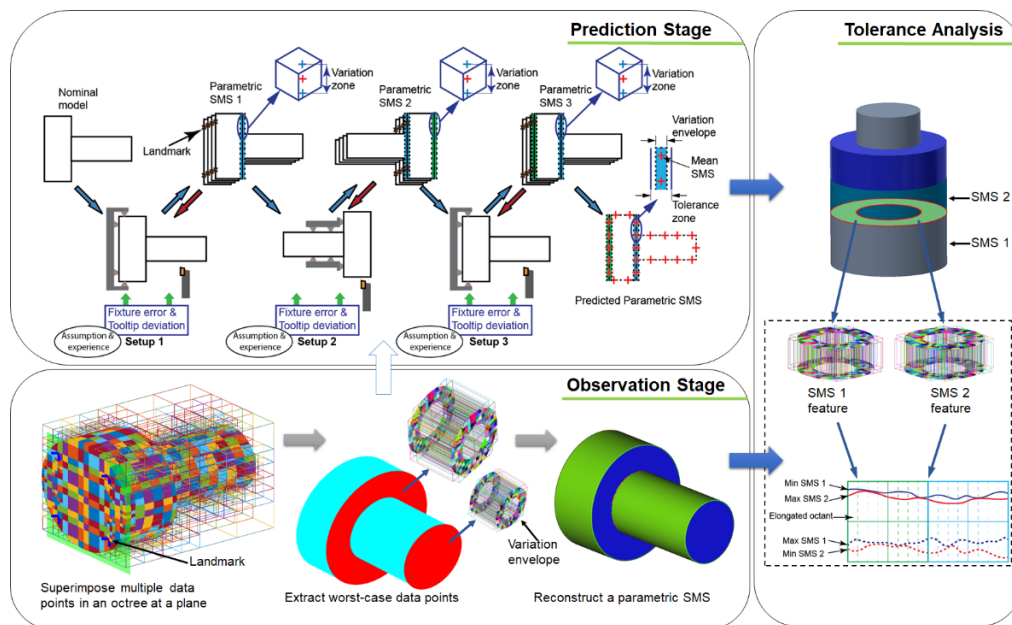 Prediction Stage
Nominal
model
Parametric
SMS 1
Variation
zone
Landmark
Parametric
SMS 2
Variation
zone
Parametric
SMS 3
Variation
zone
Variation
envelope
Mean
SMS
Tolerance
zone
Predicted Parametric SMS
Fixture error &
Tooltip deviation
Assumption &
experience
Setup 1
Fixture error &
Tooltip deviation
Assumption &
experience
Setup 2
Fixture error &
Tooltip deviation
Assumption &
experience
Setup 3
Observation Stage
Landmark
Superimpose multiple data
points in an octree at a plane
Variation
envelope
Extract worst-case data points
Reconstruct a parametric SMS
Tolerance Analysis
SMS 2
SMS 1
SMS 1
feature
SMS 2
feature
Min SMS 1
Max SMS 2
Elongated octant
Max SMS 1
Min SMS 2